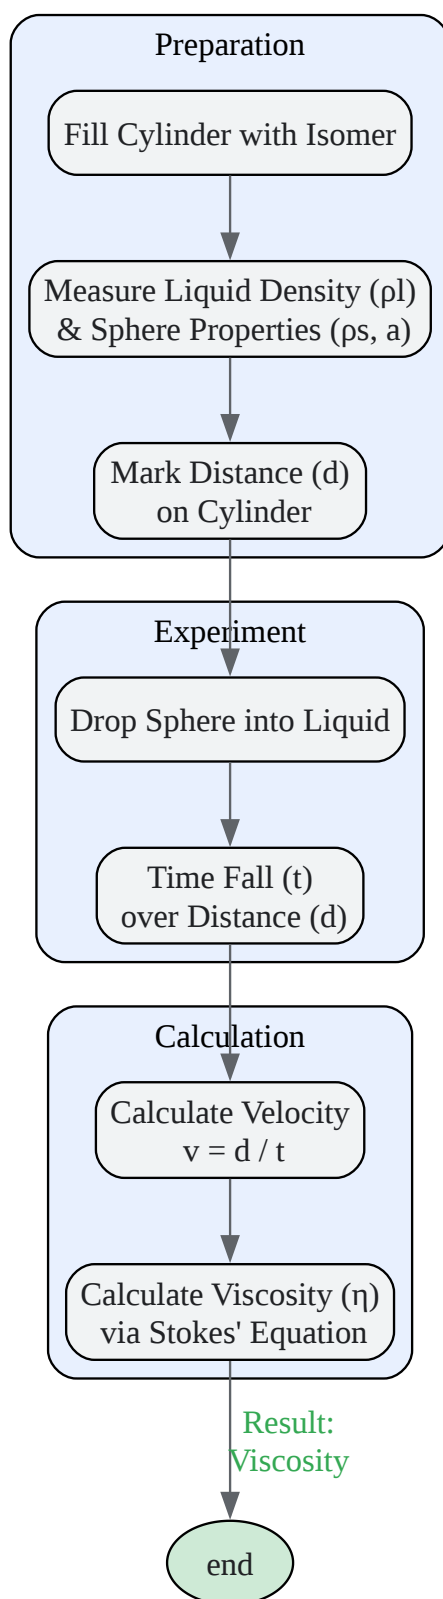 Preparation
Fill Cylinder with Isomer
Measure Liquid Density (ρl)
& Sphere Properties (ρs, a)
Mark Distance (d)
on Cylinder
Experiment
Drop Sphere into Liquid
Time Fall (t)
over Distance (d)
Calculation
Calculate Velocity
v = d / t
Calculate Viscosity (η)
via Stokes' Equation
Result:
Viscosity
end